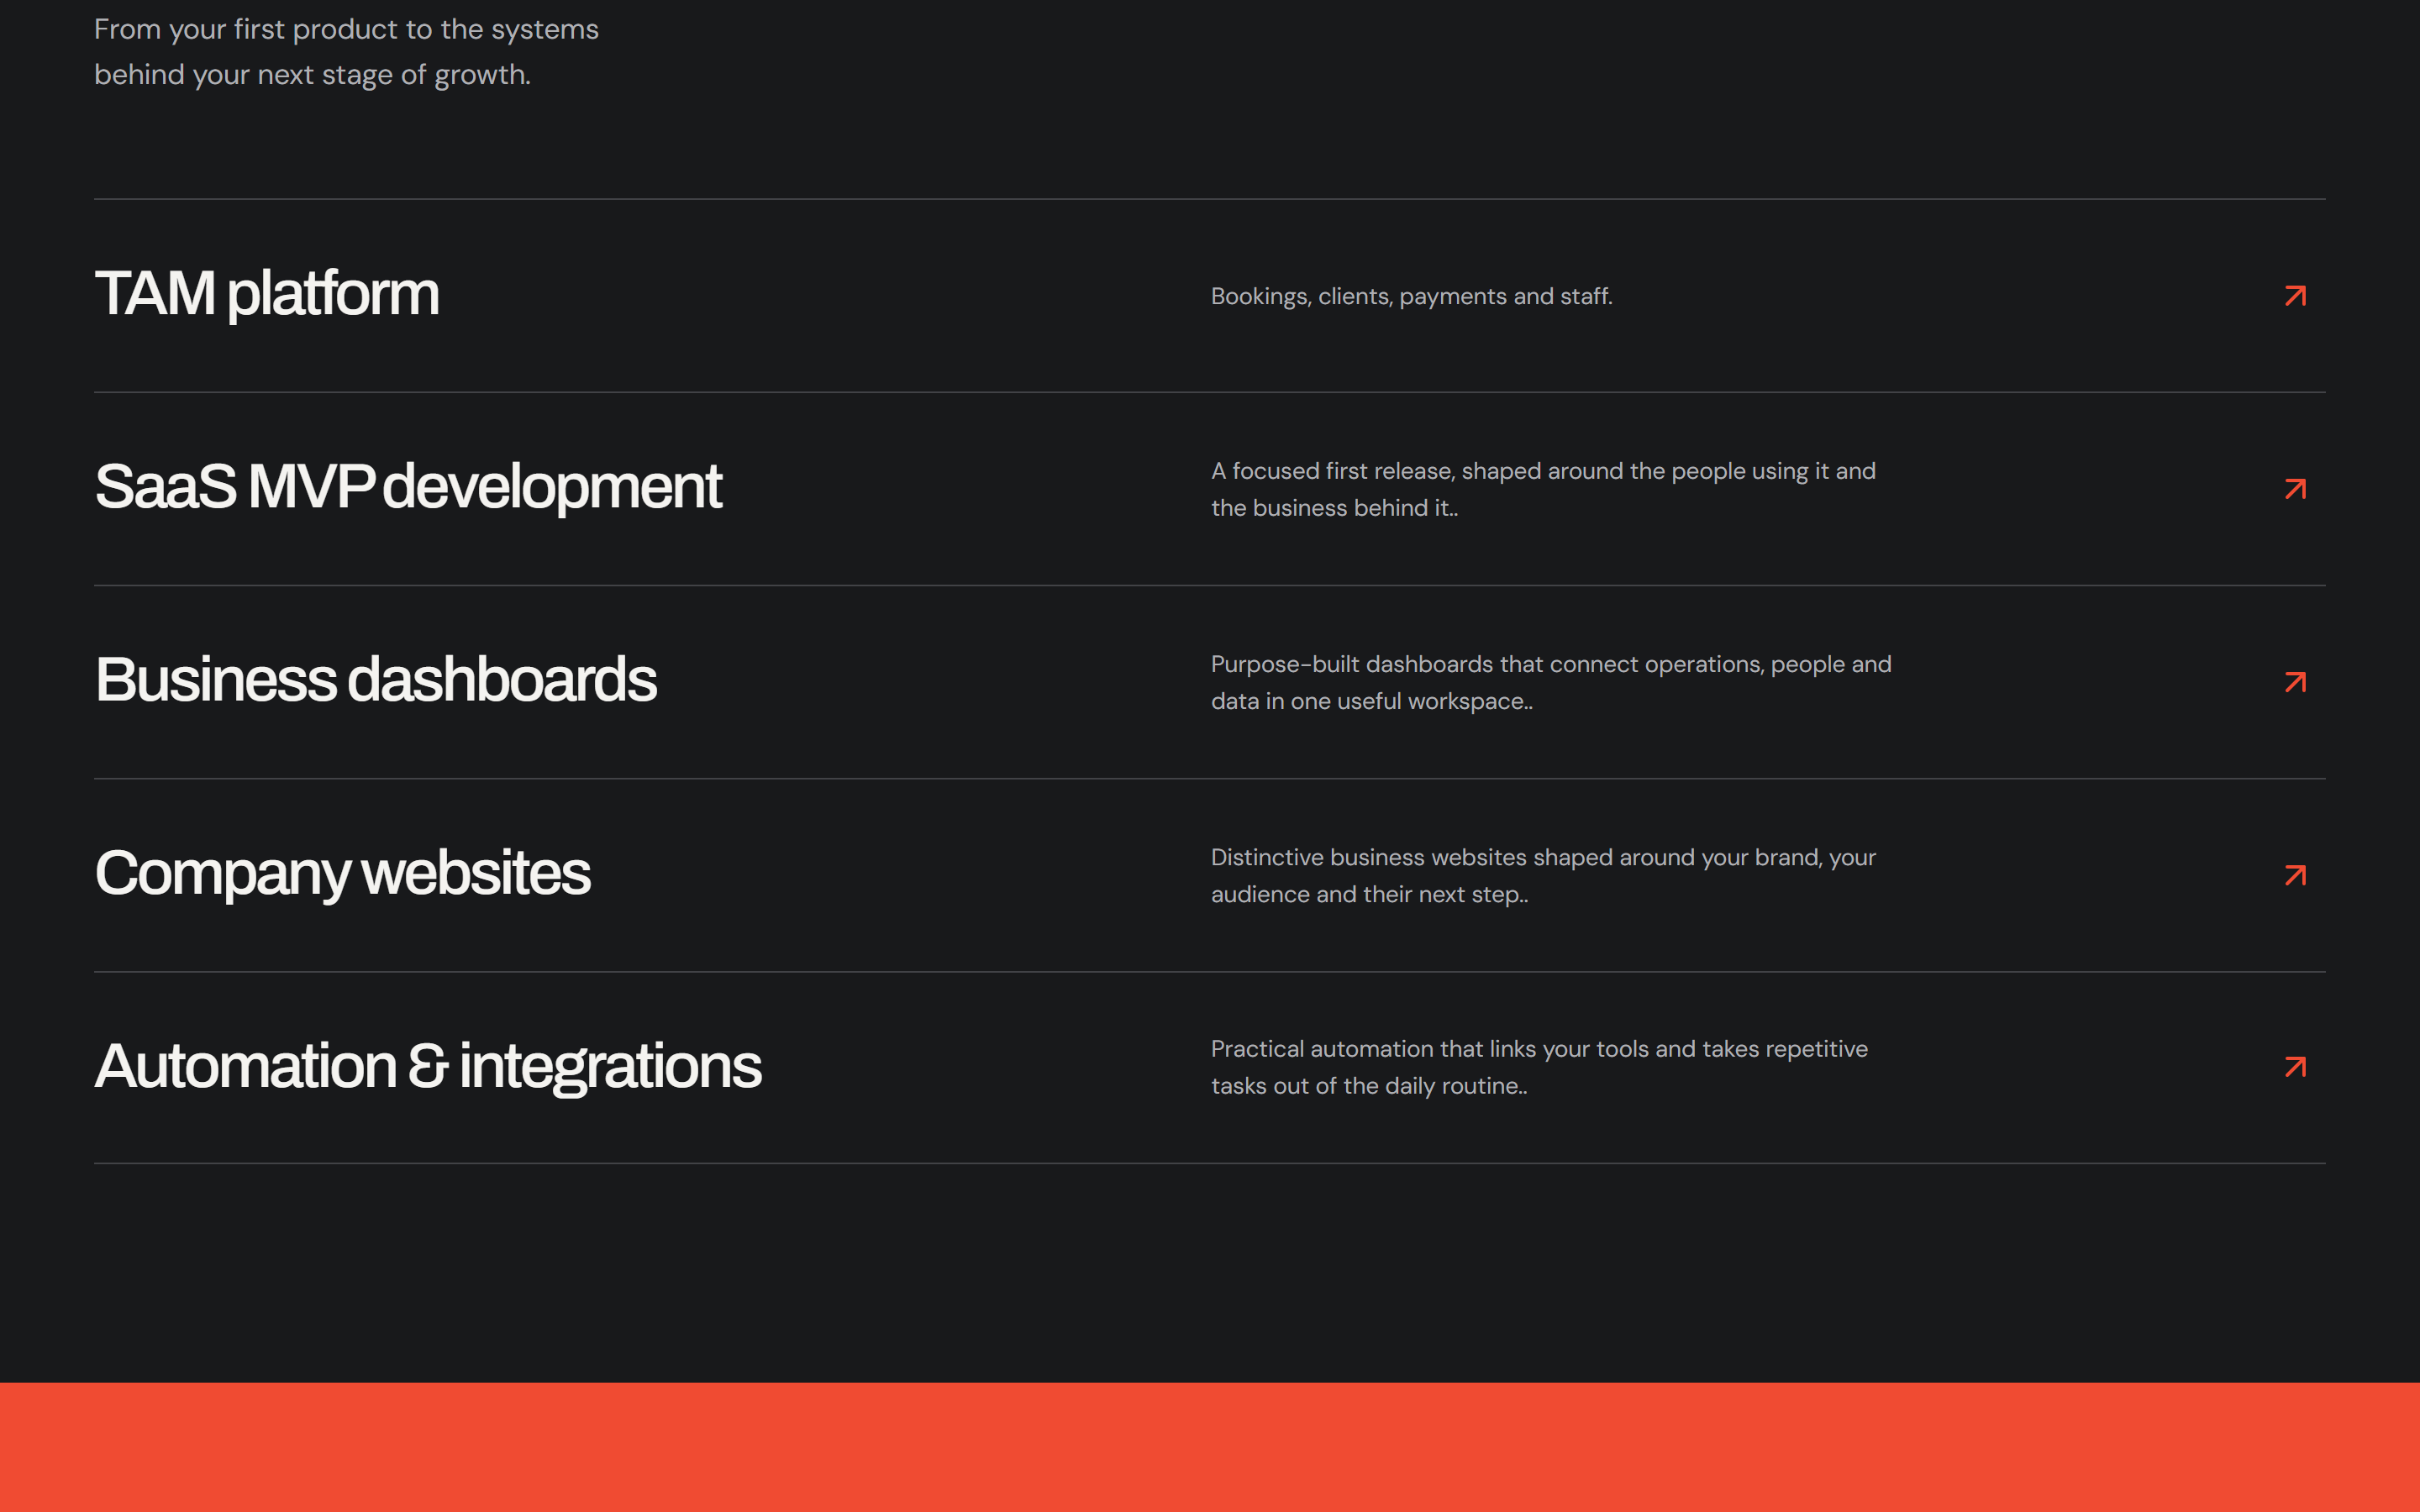 From your first product to the systems
behind your next stage of growth.
TAM platform
Bookings, clients, payments and staff.
SaaS MVP development
A focused first release, shaped around the people using it and
the business behind it..
Business dashboards
Purpose-built dashboards that connect operations, people and
data in one useful workspace..
Company websites
Distinctive business websites shaped around your brand, your
audience and their next step..
Automation & integrations
Practical automation that links your tools and takes repetitive
tasks out of the daily routine..